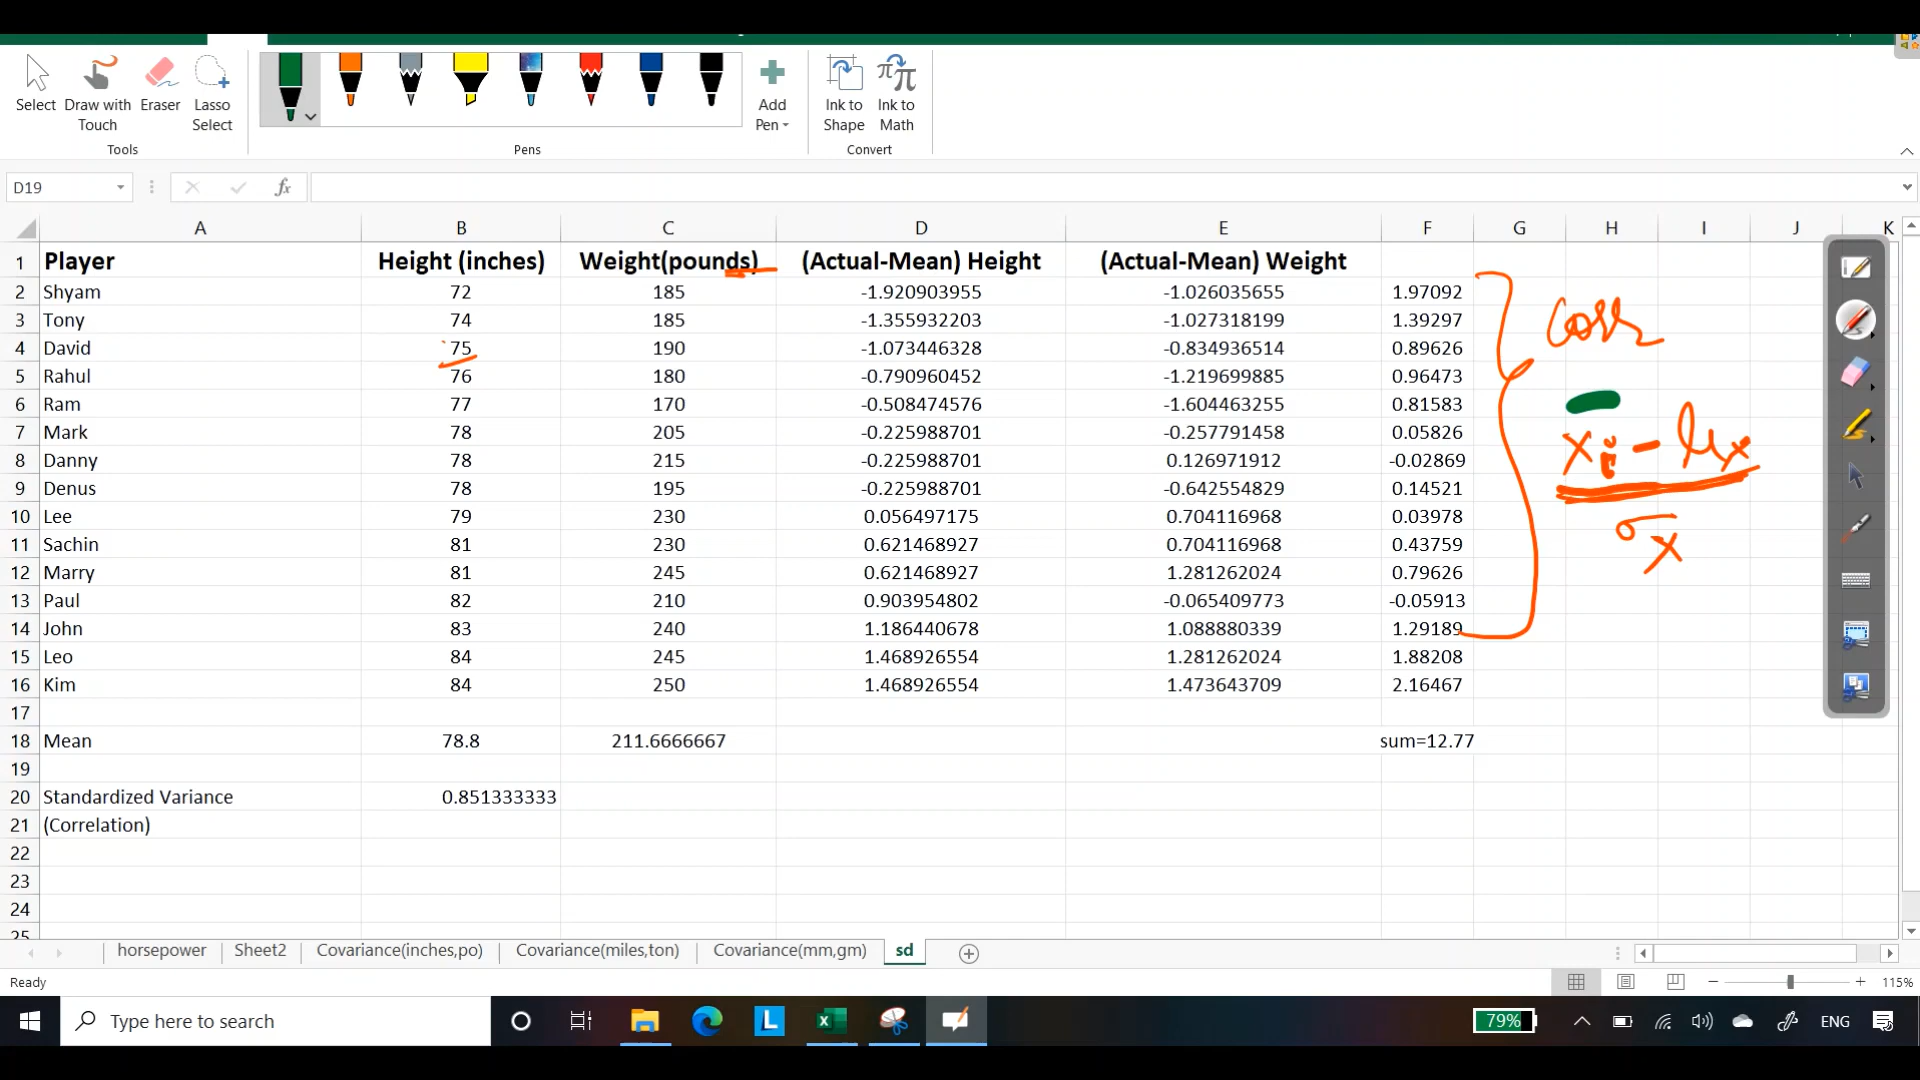 Select
Draw with Touch
Eraser
Lasso Select
Add Pen
Ink to Shape
Ink to Math
Tools
Pens
Convert
D19
fx
A B C D E F G H I J K
1 Player Height (inches) Weight(pounds) (Actual-Mean) Height (Actual-Mean) Weight
2 Shyam 72 185 -1.920903955 -1.026035655 1.97092
3 Tony 74 185 -1.355932203 -1.027318199 1.39297
4 David 75 190 -1.073446328 -0.834936514 0.89626
5 Rahul 76 180 -0.790960452 -1.219699885 0.96473
6 Ram 77 170 -0.508474576 -1.604463255 0.81583
7 Mark 78 205 -0.225988701 -0.257791458 0.05826
8 Danny 78 215 -0.225988701 0.126971912 -0.02869
9 Denus 78 195 -0.225988701 -0.642554829 0.14521
10 Lee 79 230 0.056497175 0.704116968 0.03978
11 Sachin 81 230 0.621468927 0.704116968 0.43759
12 Marry 81 245 0.621468927 1.281262024 0.79626
13 Paul 82 210 0.903954802 -0.065409773 -0.05913
14 John 83 240 1.186440678 1.088880339 1.29189
15 Leo 84 245 1.468926554 1.281262024 1.88208
16 Kim 84 250 1.468926554 1.473643709 2.16467
17
18 Mean 78.8 211.6666667 sum=12.77
19
20 Standardized Variance 0.851333333
21 (Correlation)
22
23
24
25
Corr
xi - μx
σx
horsepower Sheet2 Covariance(inches,po) Covariance(miles,ton) Covariance(mm,gm) sd
Ready
115%
Type here to search
L
79%
ENG